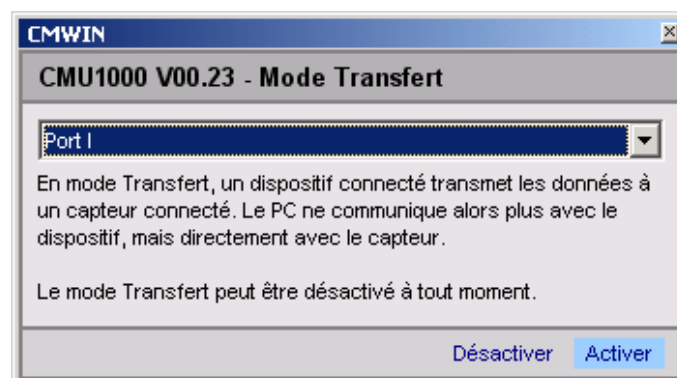 CMWIN
CMU1000 V00.23 - Mode Transfert
Port I
En mode Transfert, un dispositif connecté transmet les données à
un capteur connecté. Le PC ne communique alors plus avec le
dispositif, mais directement avec le capteur.
Le mode Transfert peut être désactivé à tout moment.
Désactiver Activer